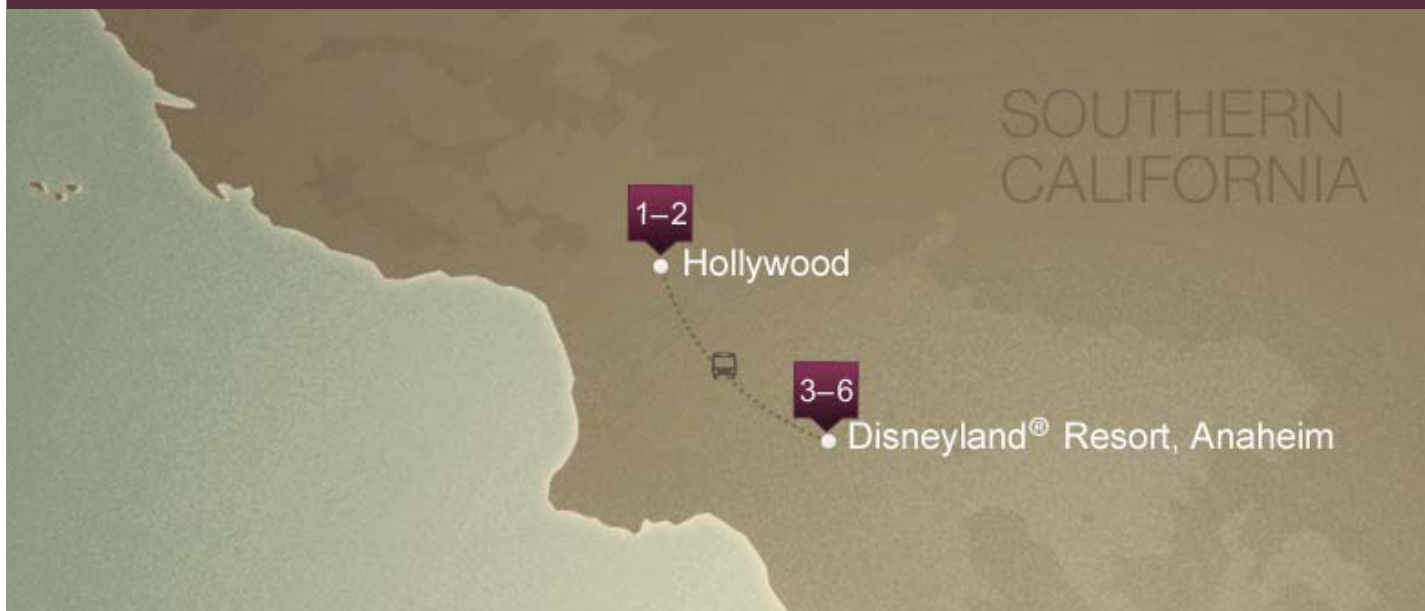 SOUTHERN
CALIFORNIA
1–2
Hollywood
3–6
Disneyland® Resort, Anaheim